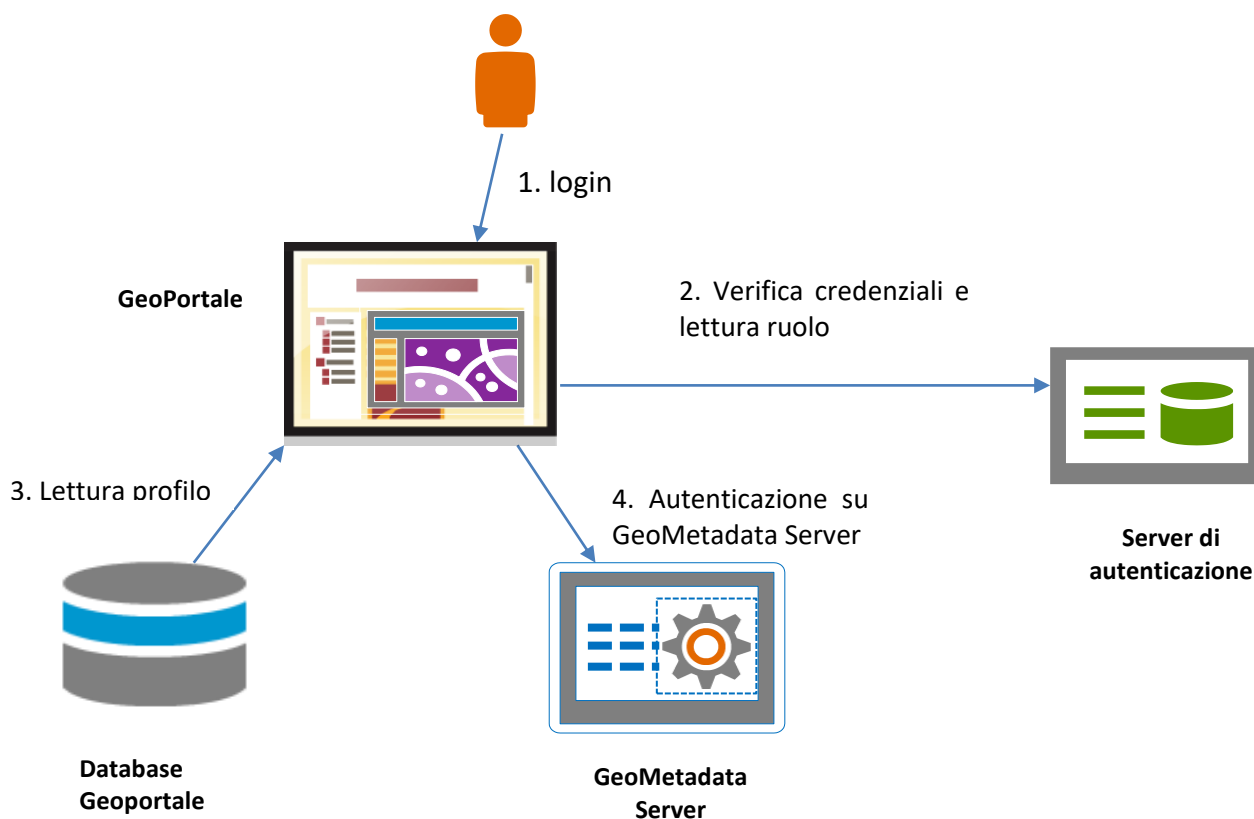 1. login
GeoPortale
2. Verifica credenziali e
lettura ruolo
3. Lettura profilo
4. Autenticazione su
GeoMetadata Server
Server di
autenticazione
Database
Geoportale
GeoMetadata
Server